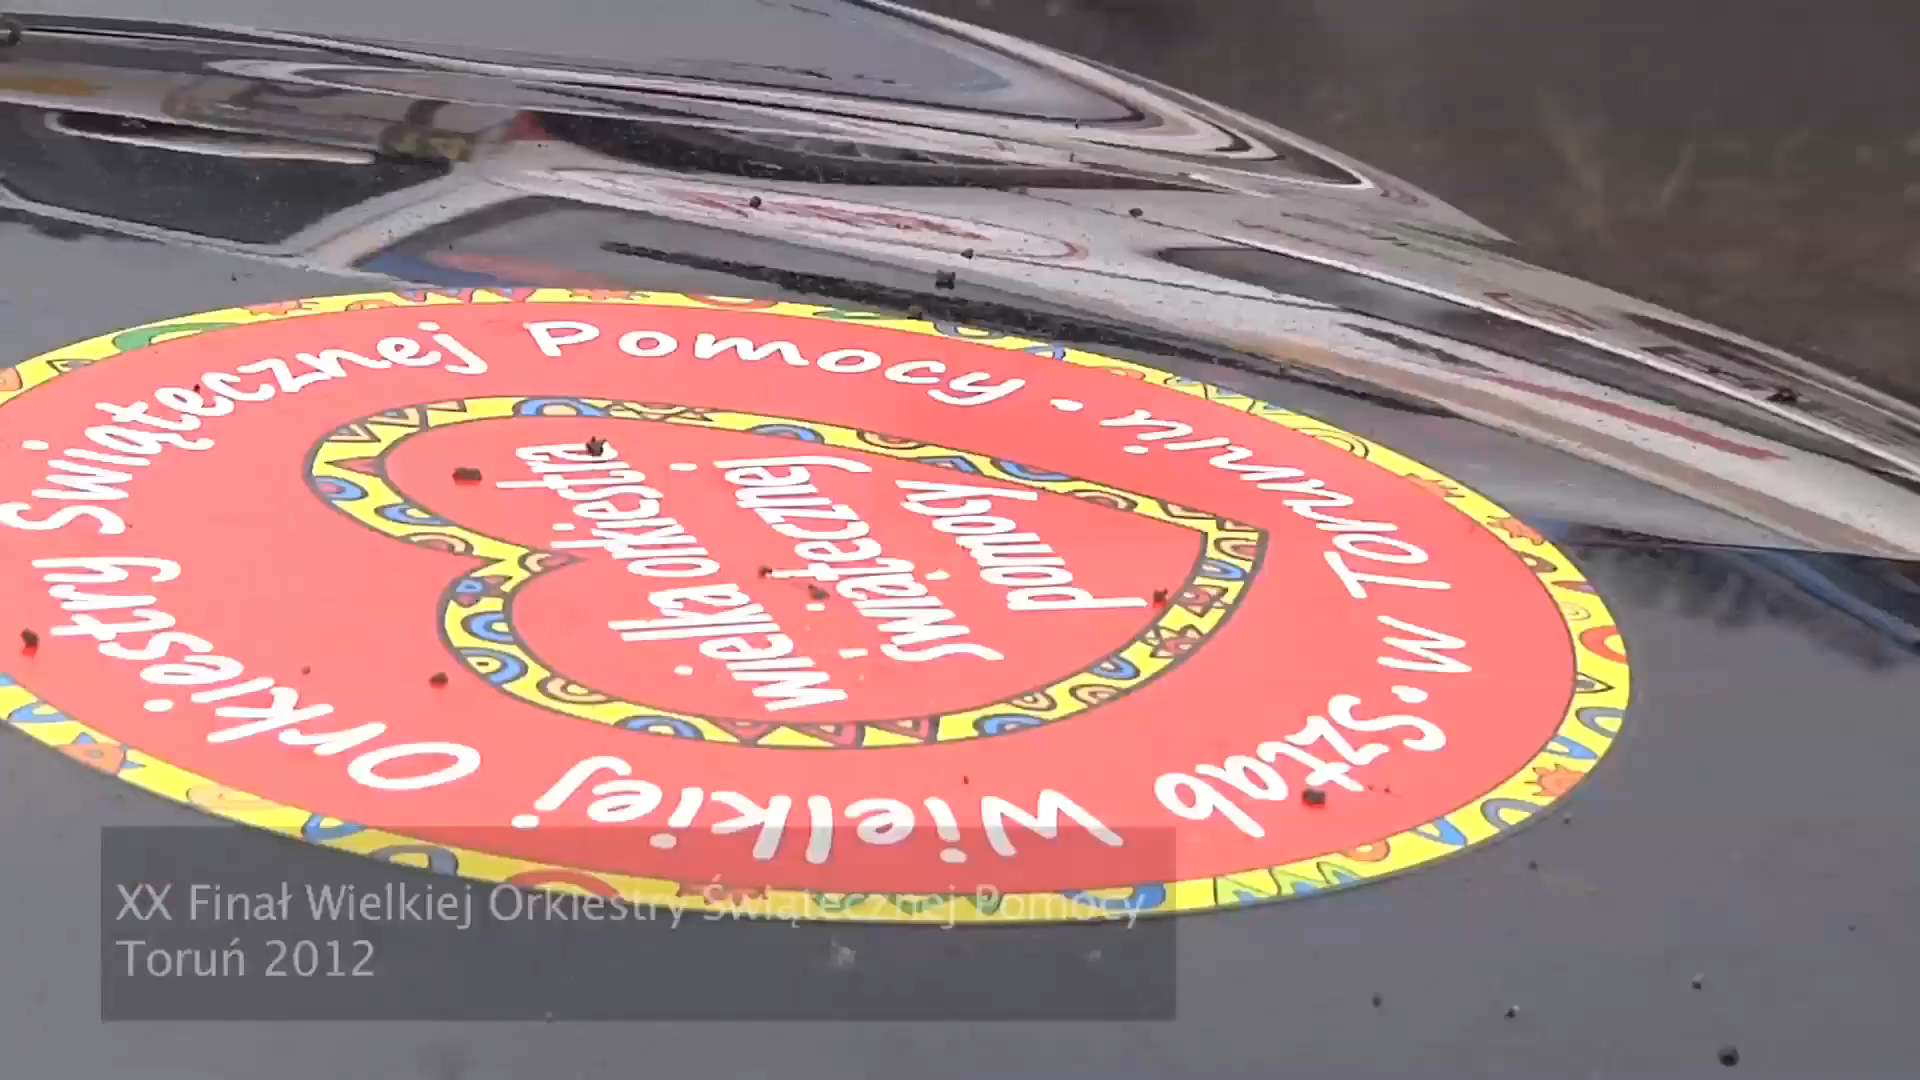 Sztab Wielkiej Orkiestry Świątecznej Pomocy • w Toruniu •
wielka orkiestra
świątecznej
pomocy
XX Finał Wielkiej Orkiestry Świątecznej Pomocy
Toruń 2012